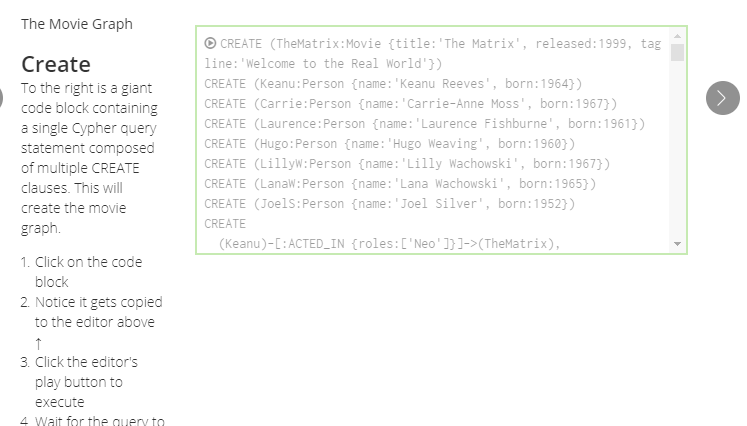 The Movie Graph
Create
To the right is a giant
code block containing
a single Cypher query
statement composed
of multiple CREATE
clauses. This will
create the movie
graph.
1. Click on the code
block
2. Notice it gets copied
to the editor above
↑
3. Click the editor's
play button to
execute
4. Wait for the query to
CREATE (TheMatrix:Movie {title:'The Matrix', released:1999, tag
line:'Welcome to the Real World'})
CREATE (Keanu:Person {name:'Keanu Reeves', born:1964})
CREATE (Carrie:Person {name:'Carrie-Anne Moss', born:1967})
CREATE (Laurence:Person {name:'Laurence Fishburne', born:1961})
CREATE (Hugo:Person {name:'Hugo Weaving', born:1960})
CREATE (LillyW:Person {name:'Lilly Wachowski', born:1967})
CREATE (LanaW:Person {name:'Lana Wachowski', born:1965})
CREATE (JoelS:Person {name:'Joel Silver', born:1952})
CREATE
(Keanu)-[:ACTED_IN {roles:['Neo']}]->(TheMatrix),